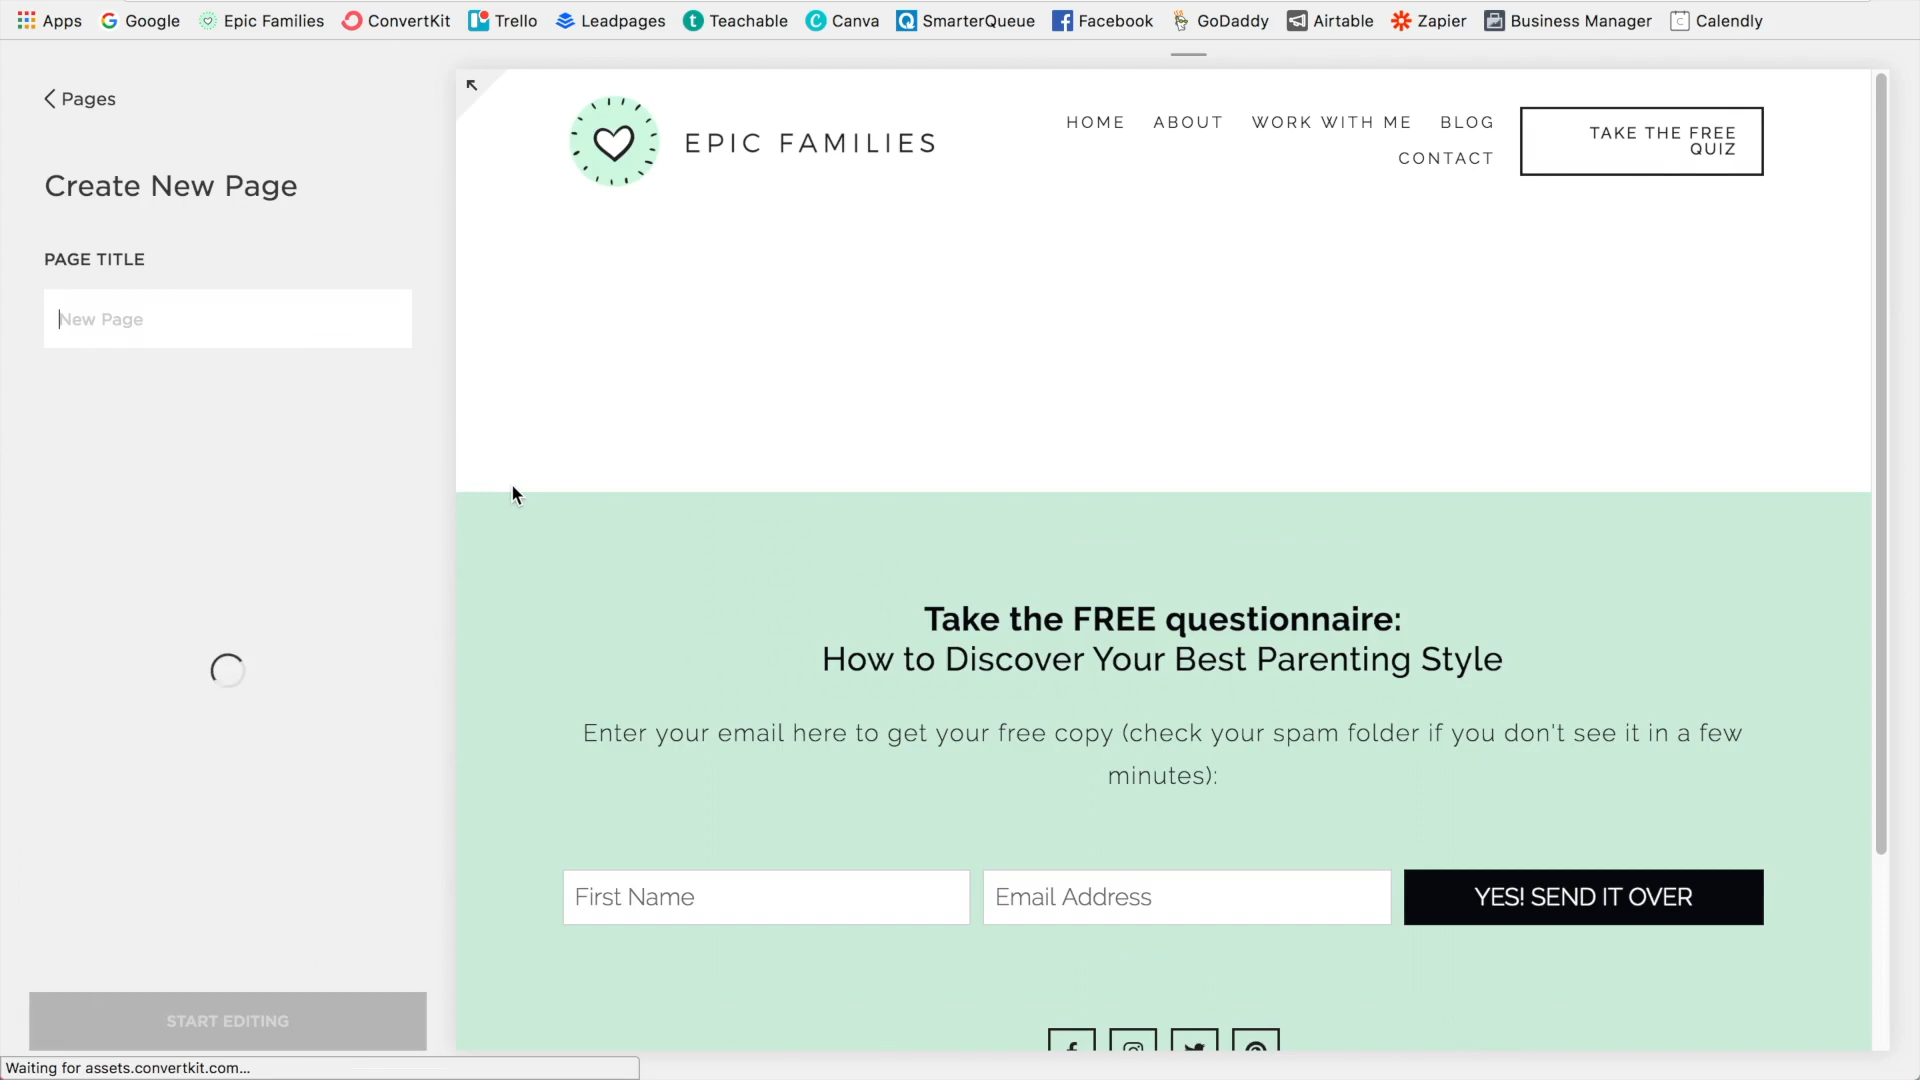 Apps Google Epic Families ConvertKit Trello Leadpages Teachable Canva SmarterQueue Facebook GoDaddy Airtable Zapier Business Manager Calendly
Pages
Create New Page
PAGE TITLE
New Page
START EDITING
Waiting for assets.convertkit.com...
EPIC FAMILIES
HOME ABOUT WORK WITH ME BLOG
CONTACT
TAKE THE FREE
QUIZ
Take the FREE questionnaire:
How to Discover Your Best Parenting Style
Enter your email here to get your free copy (check your spam folder if you don't see it in a few
minutes):
First Name Email Address YES! SEND IT OVER